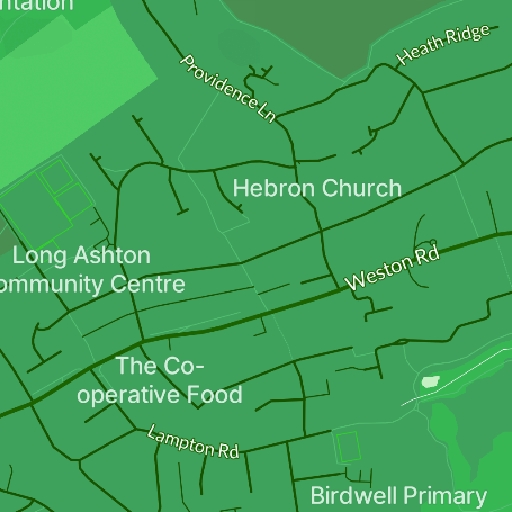 ntation
Heath Ridge
Providence Ln
Hebron Church
Long Ashton
ommunity Centre
Weston Rd
The Co-
operative Food
Lampton Rd
Birdwell Primary